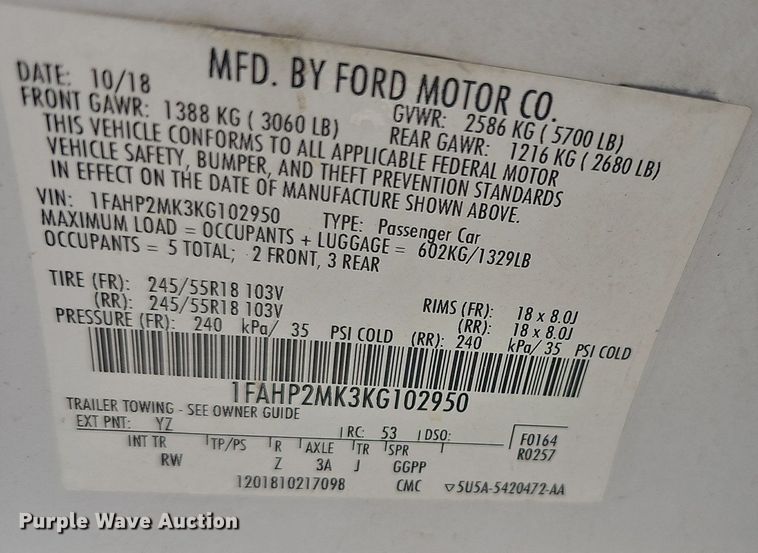 MFD. BY FORD MOTOR CO.
DATE: 10/18 GVWR: 2586 KG ( 5700 LB)
FRONT GAWR: 1388 KG ( 3060 LB) REAR GAWR: 1216 KG ( 2680 LB)
THIS VEHICLE CONFORMS TO ALL APPLICABLE FEDERAL MOTOR
VEHICLE SAFETY, BUMPER, AND THEFT PREVENTION STANDARDS
IN EFFECT ON THE DATE OF MANUFACTURE SHOWN ABOVE.
VIN: 1FAHP2MK3KG102950 TYPE: Passenger Car
MAXIMUM LOAD = OCCUPANTS + LUGGAGE = 602KG/1329LB
OCCUPANTS = 5 TOTAL; 2 FRONT, 3 REAR
TIRE (FR): 245/55R18 103V RIMS (FR): 18 x 8.0J
(RR): 245/55R18 103V (RR): 18 x 8.0J
PRESSURE (FR): 240 kPa/ 35 PSI COLD (RR): 240 kPa/ 35 PSI COLD
1FAHP2MK3KG102950
TRAILER TOWING - SEE OWNER GUIDE
EXT PNT: YZ RC: 53 DSO: F0164
INT TR TP/PS R AXLE TR SPR R0257
RW Z 3A J GGPP
1201810217098 CMC ▽5U5A-5420472-AA
Purple Wave Auction